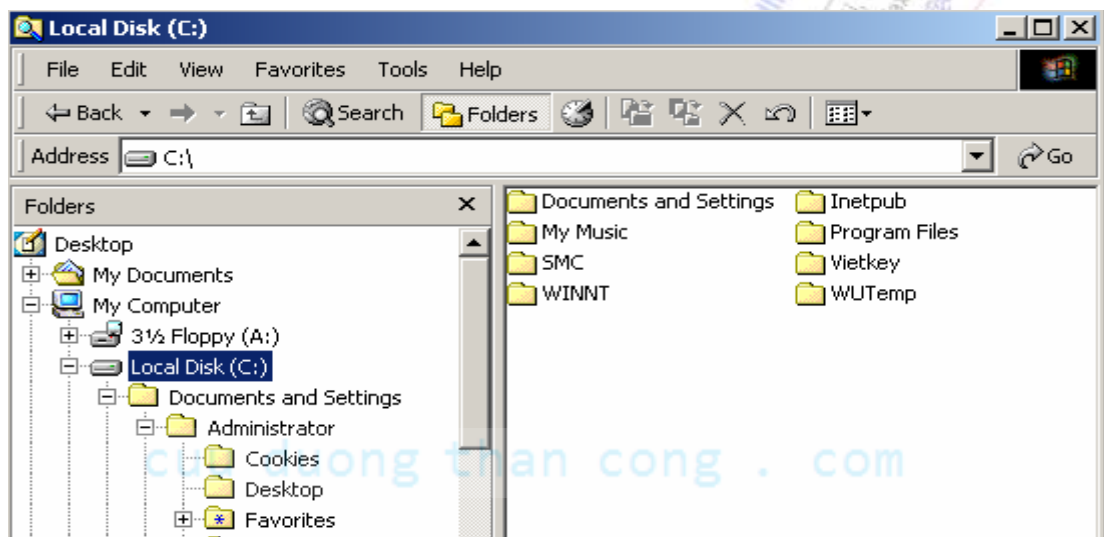 Local Disk (C:)
File Edit View Favorites Tools Help
Back Search Folders
Address C:\ Go
Folders
Desktop
My Documents
My Computer
3½ Floppy (A:)
Local Disk (C:)
Documents and Settings
Administrator
Cookies
Desktop
Favorites
Documents and Settings Inetpub
My Music Program Files
SMC Vietkey
WINNT WUTemp
cuu duong than cong . com